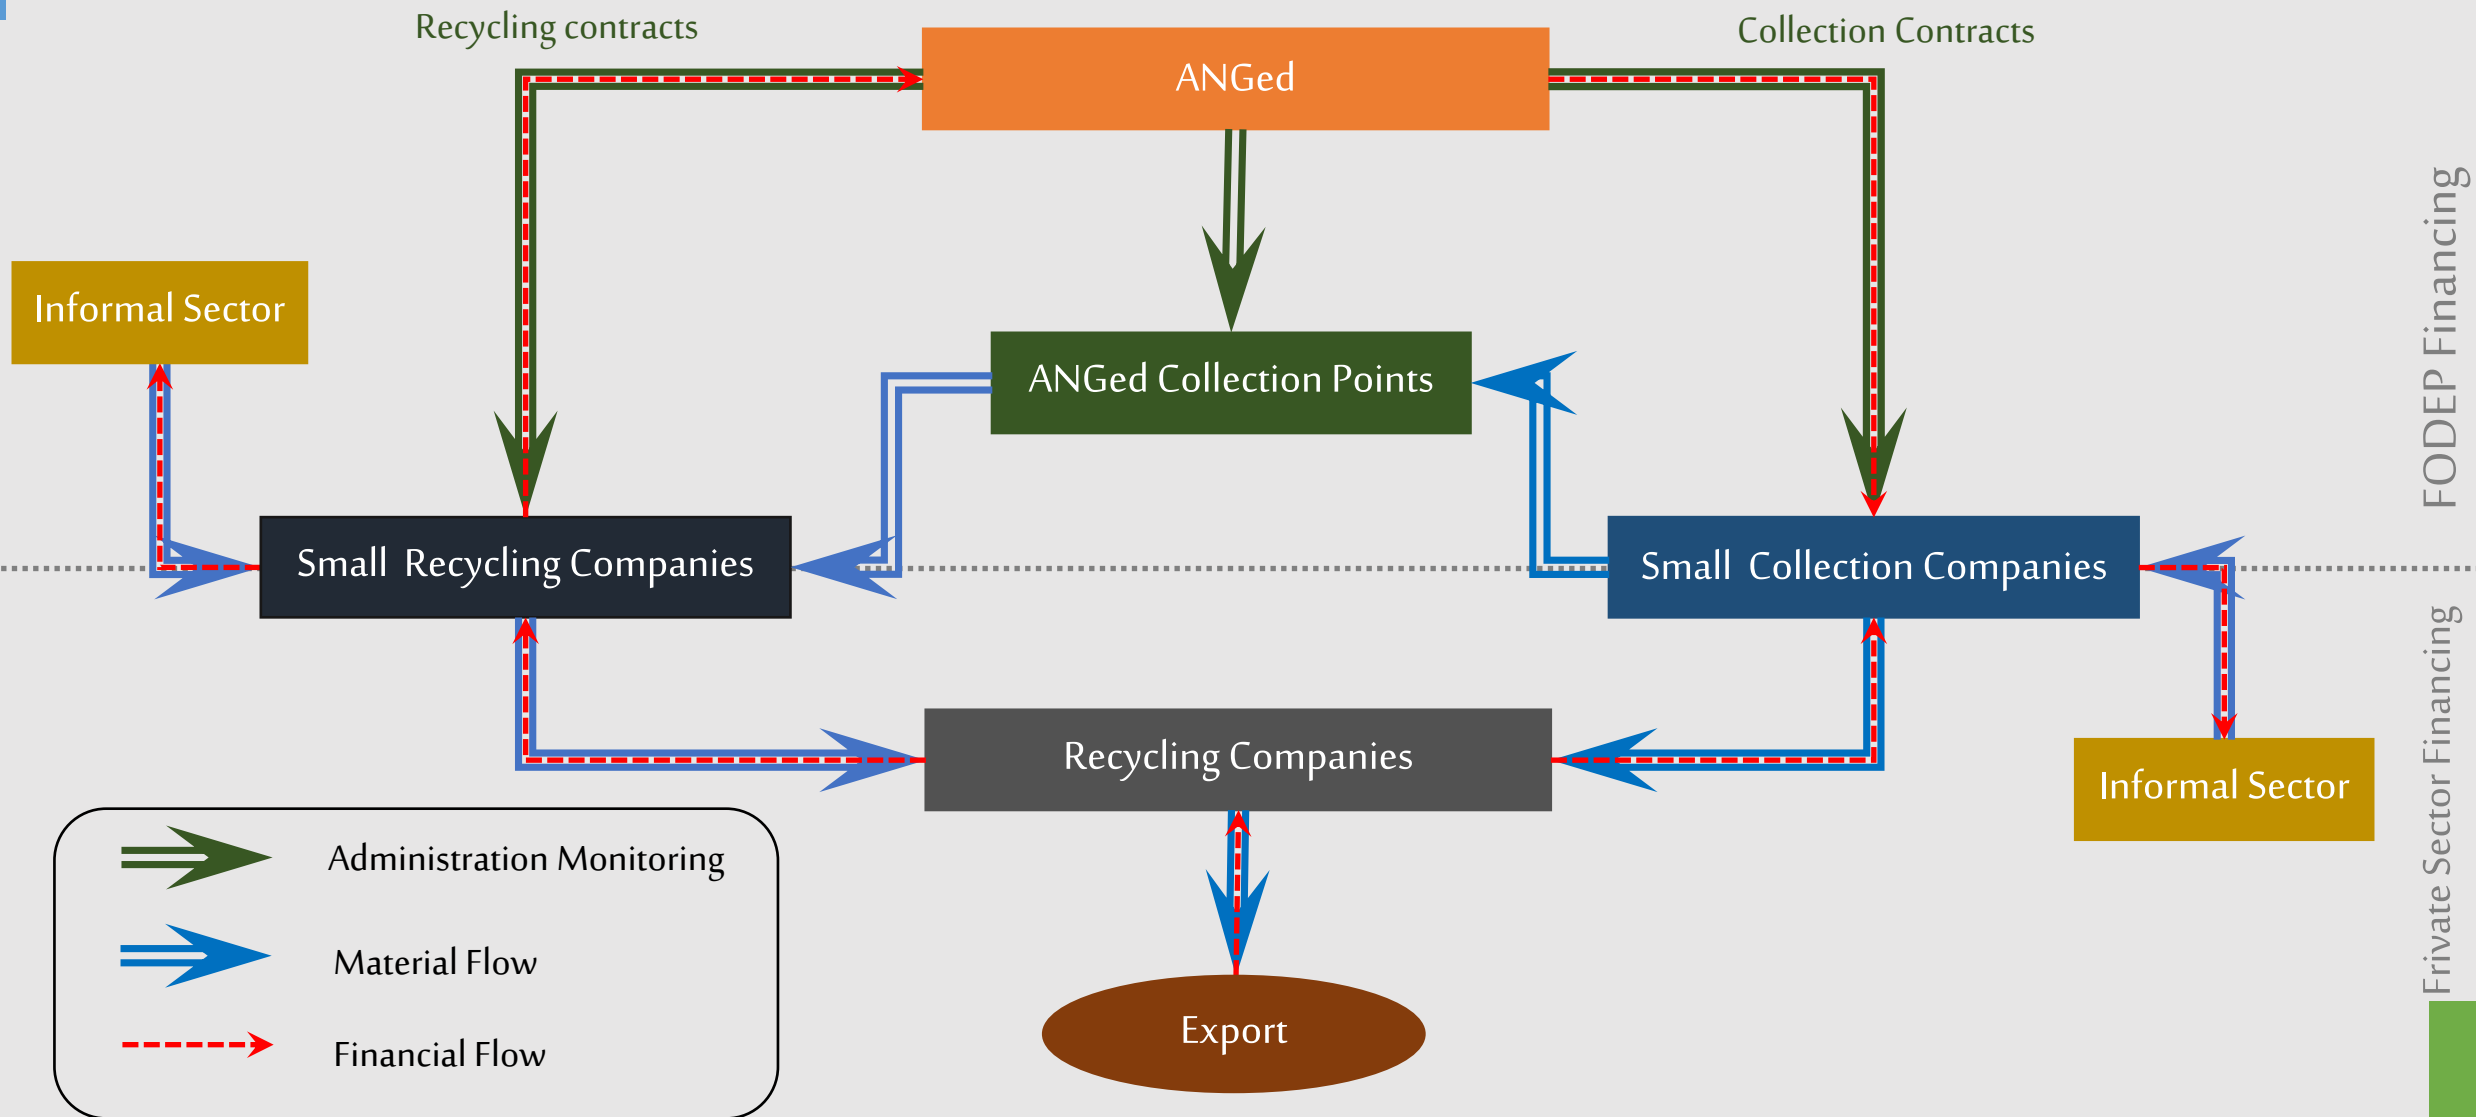 Recycling contracts
Collection Contracts
ANGed
FODEP Financing
Informal Sector
ANGed Collection Points
Small  Recycling Companies
Small  Collection Companies
Frivate Sector Financing
Recycling Companies
Informal Sector
Administration Monitoring
Material Flow
Export
Financial Flow